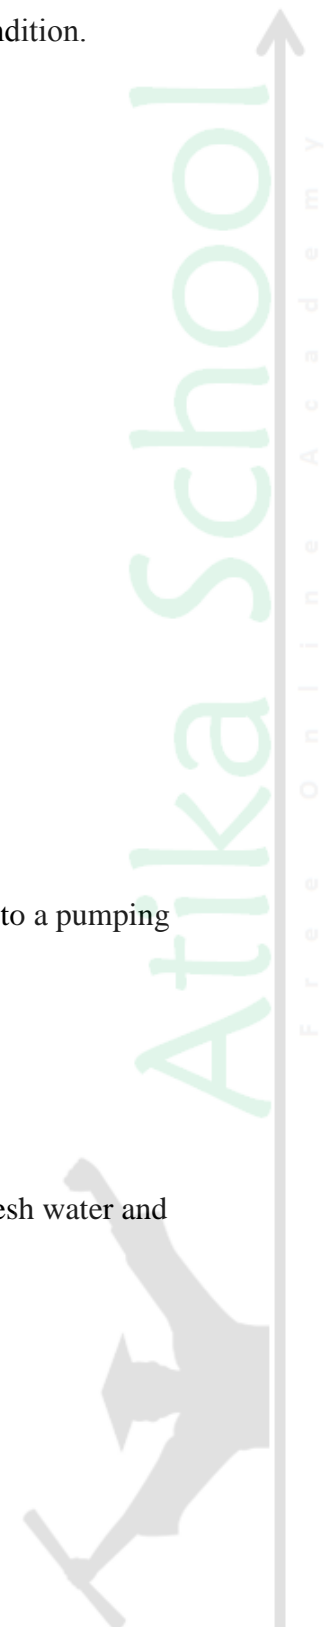 ndition.
to a pumping
esh water and
Atika School
Free Online Academy